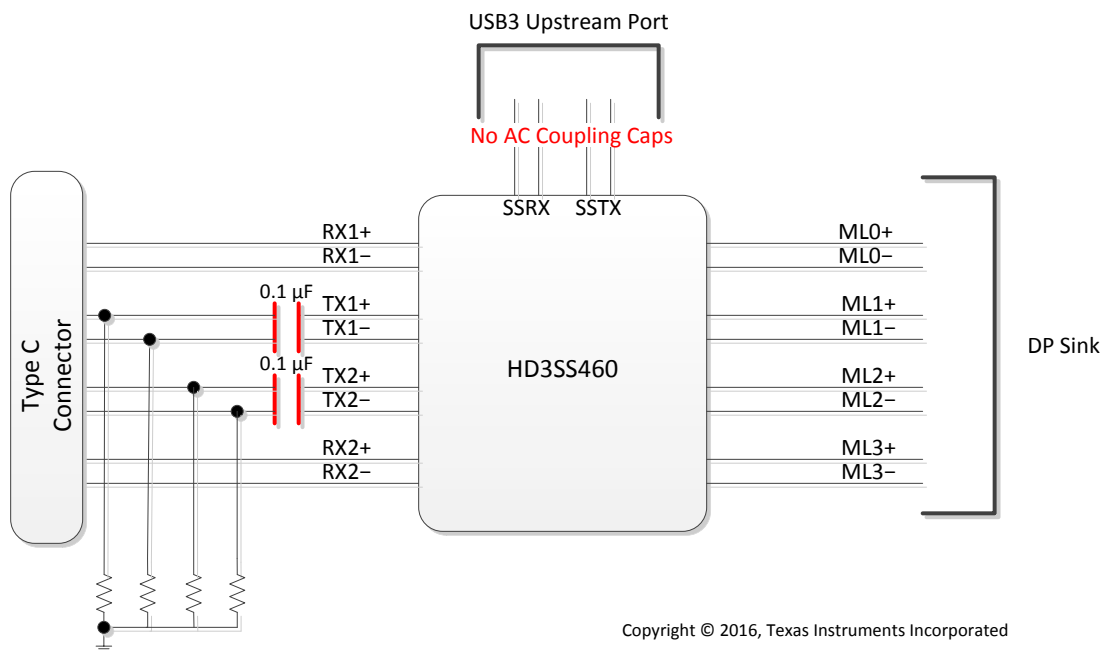 USB3 Upstream Port
No AC Coupling Caps
SSRX SSTX
RX1+
RX1−
0.1 µF
TX1+
TX1−
0.1 µF
TX2+
TX2−
RX2+
RX2−
Type C
Connector
HD3SS460
ML0+
ML0−
ML1+
ML1−
ML2+
ML2−
ML3+
ML3−
DP Sink
Copyright © 2016, Texas Instruments Incorporated